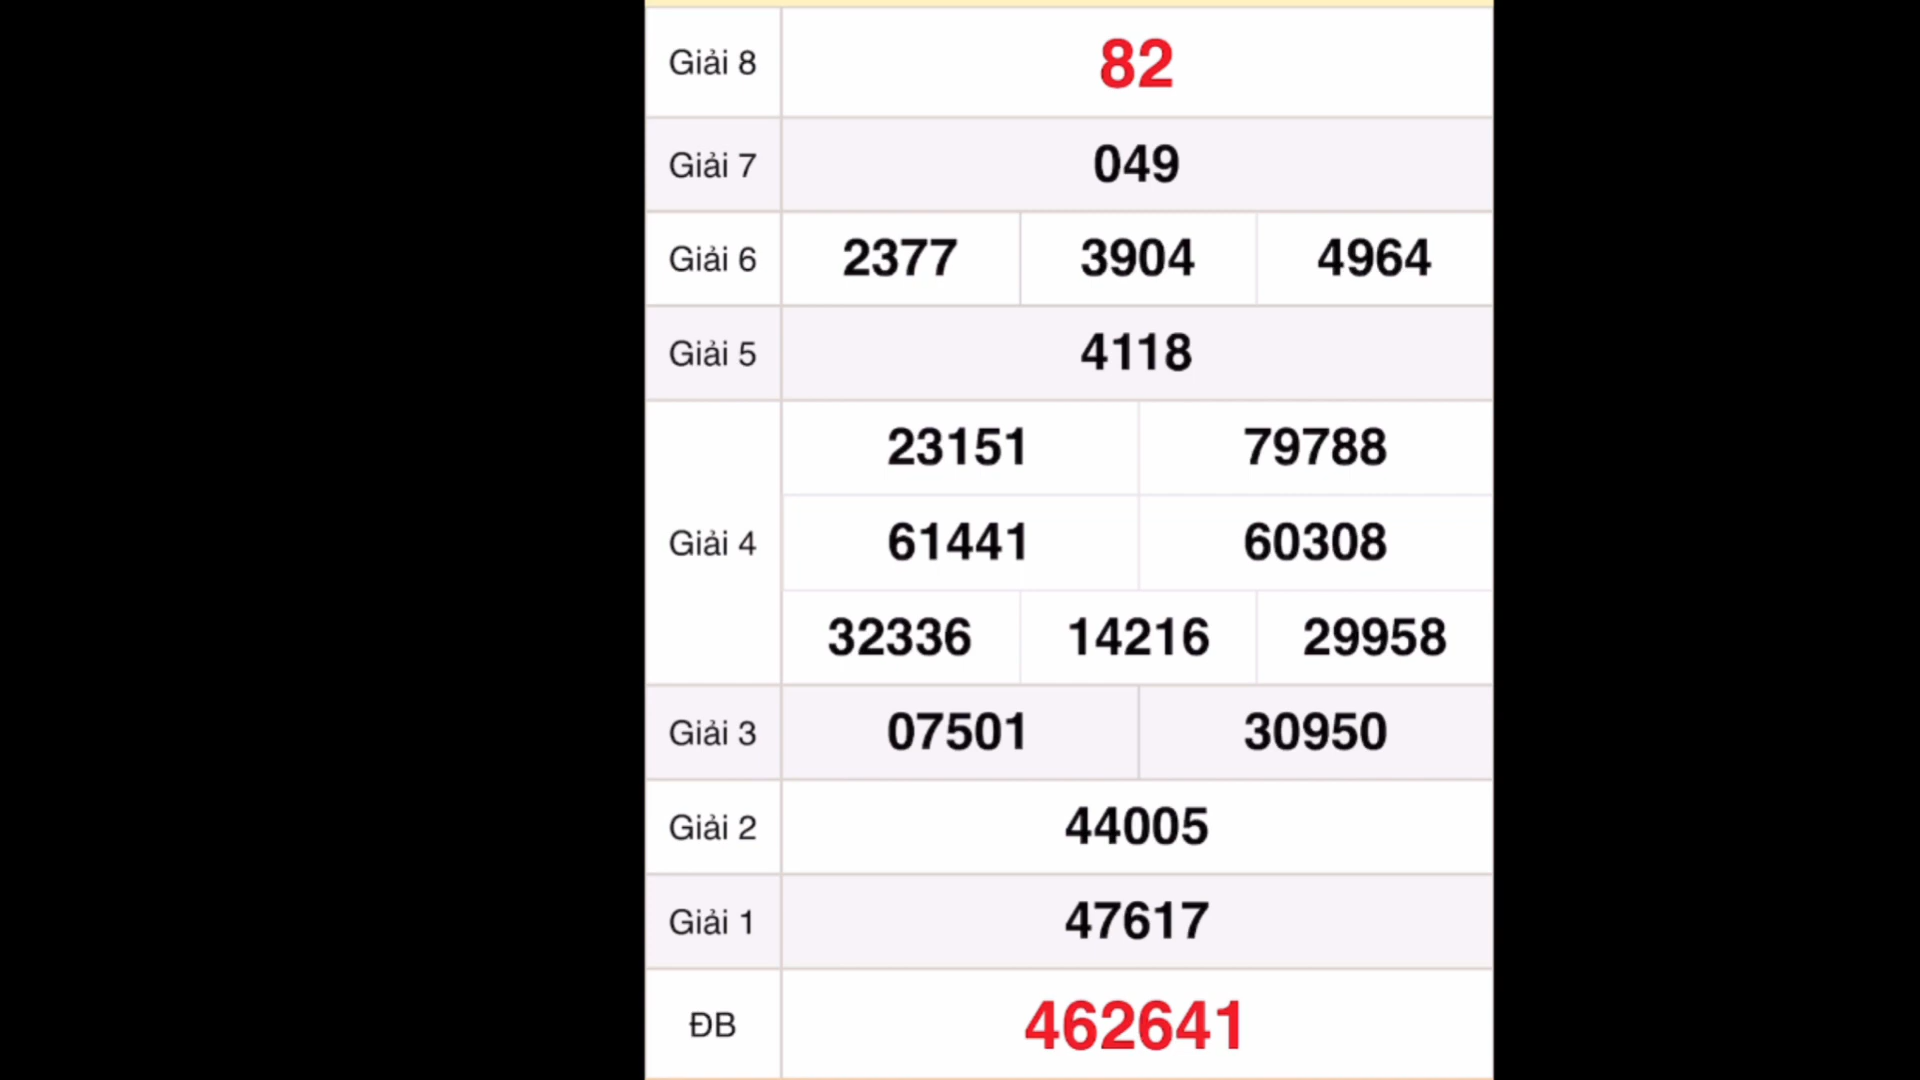 Giải 8 82
Giải 7 049
Giải 6 2377 3904 4964
Giải 5 4118
23151 79788
Giải 4 61441 60308
32336 14216 29958
Giải 3 07501 30950
Giải 2 44005
Giải 1 47617
ĐB 462641